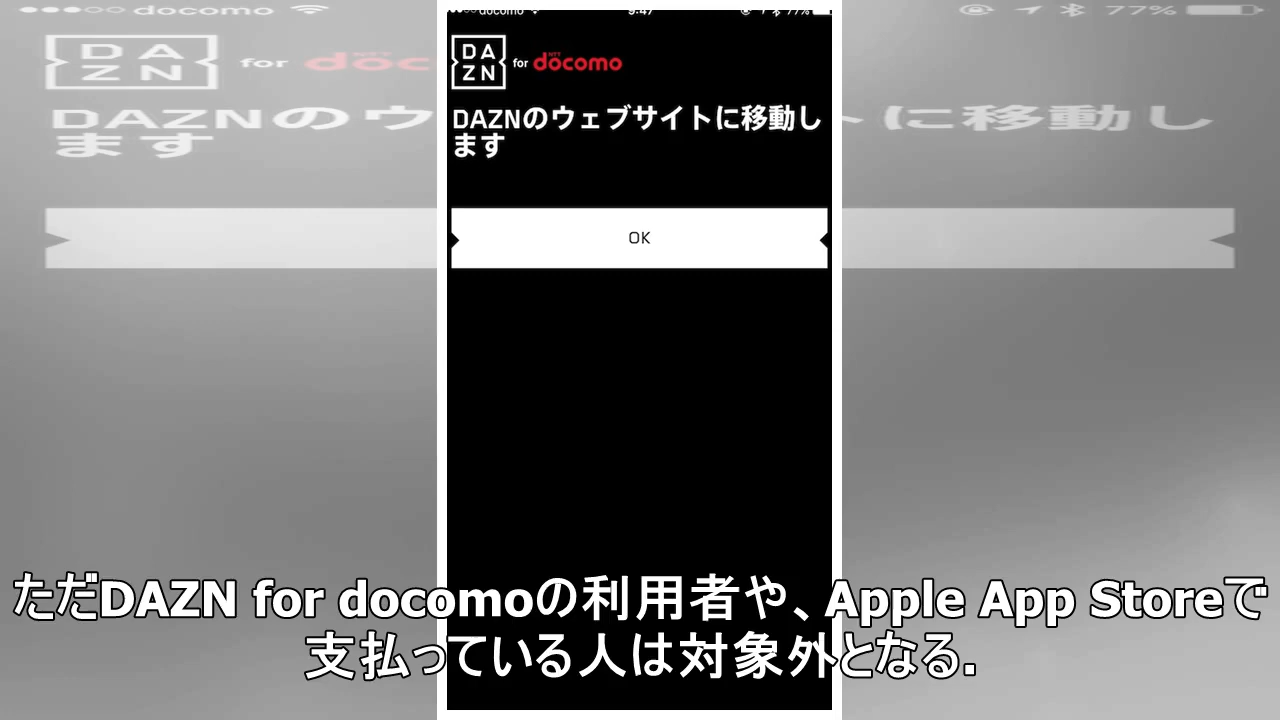 docomo 9:47 77%
DAZN for NTT docomo
DAZNのウェブサイトに移動し
ます
OK
ただDAZN for docomoの利用者や、Apple App Storeで
支払っている人は対象外となる.